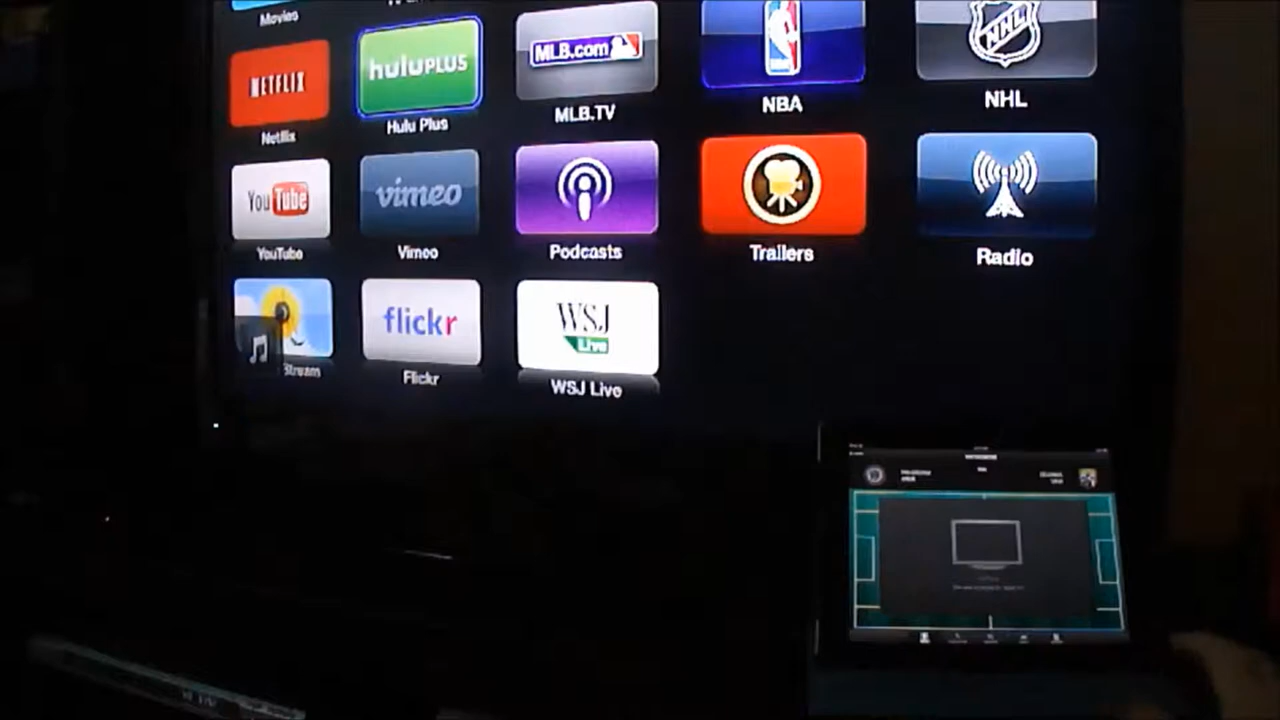 Movies
NETFLIX
huluPLUS
MLB.com
NBA
NHL
Netflix
Hulu Plus
MLB.TV
NBA
NHL
YouTube
vimeo
YouTube
Vimeo
Podcasts
Trailers
Radio
flickr
WSJ
Live
Stream
Flickr
WSJ Live